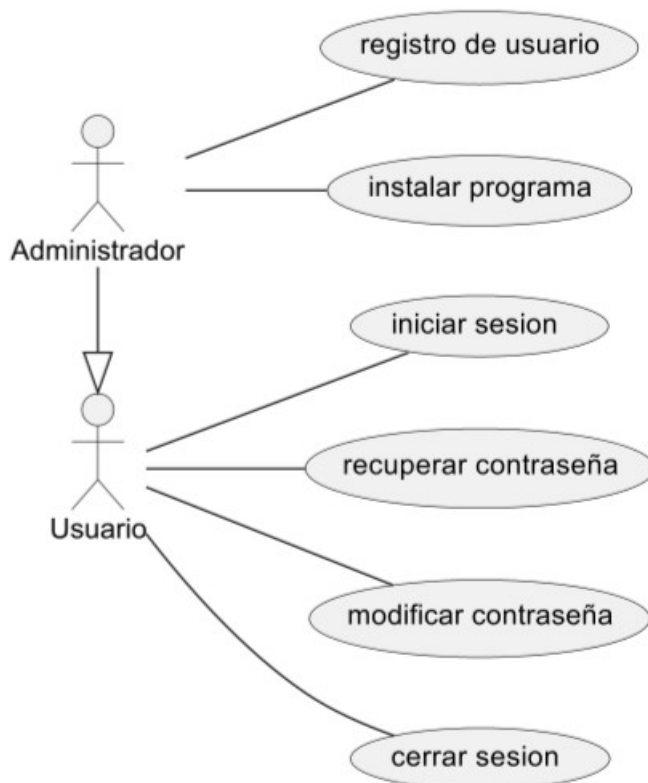 registro de usuario
instalar programa
Administrador
iniciar sesion
recuperar contraseña
Usuario
modificar contraseña
cerrar sesion